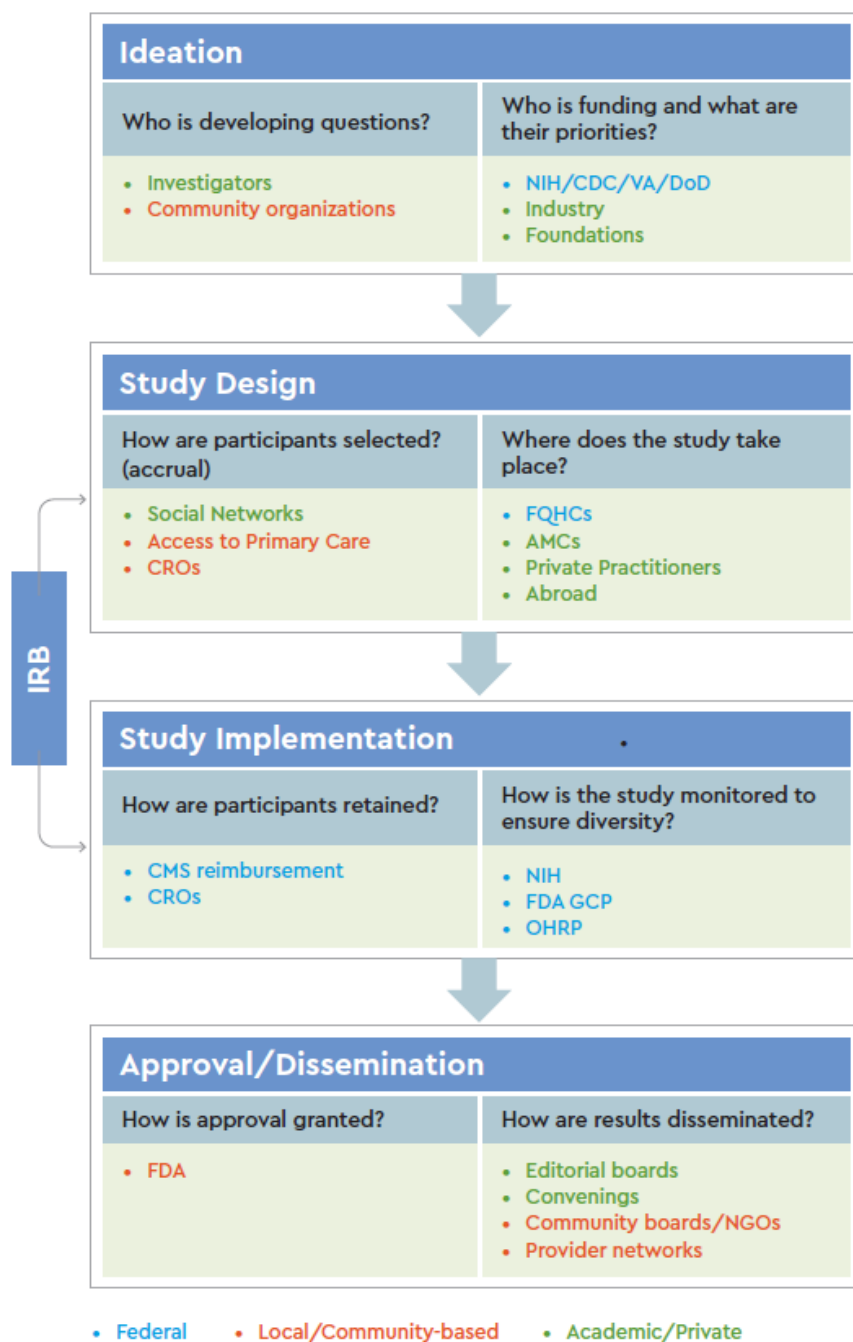 Ideation
Who is developing questions?
• Investigators
• Community organizations
Who is funding and what are
their priorities?
• NIH/CDC/VA/DoD
• Industry
• Foundations
IRB
Study Design
How are participants selected?
(accrual)
• Social Networks
• Access to Primary Care
• CROs
Where does the study take
place?
• FQHCs
• AMCs
• Private Practitioners
• Abroad
Study Implementation
How are participants retained?
• CMS reimbursement
• CROs
How is the study monitored to
ensure diversity?
• NIH
• FDA GCP
• OHRP
Approval/Dissemination
How is approval granted?
• FDA
How are results disseminated?
• Editorial boards
• Convenings
• Community boards/NGOs
• Provider networks
• Federal • Local/Community-based • Academic/Private